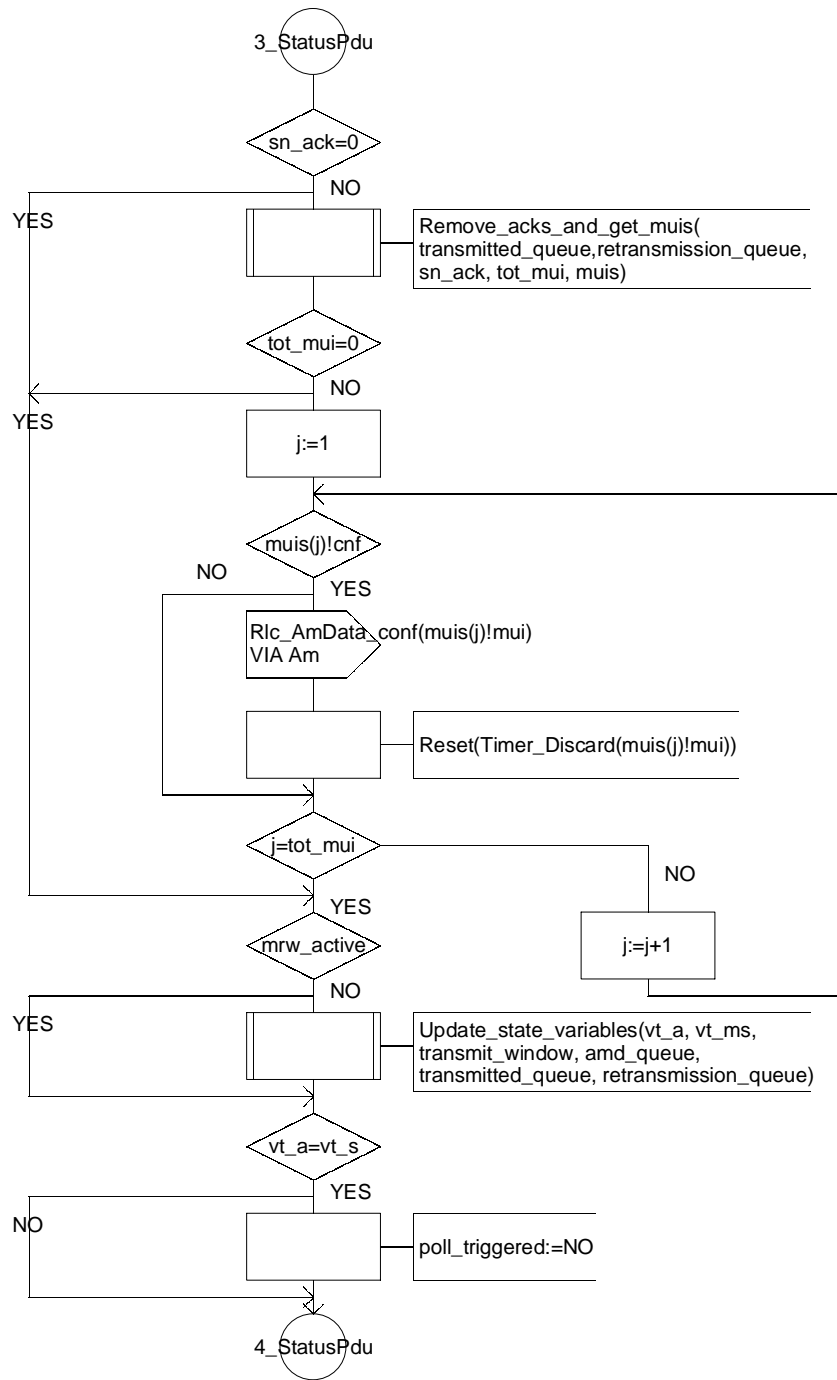 3_StatusPdu
sn_ack=0
NO
YES
Remove_acks_and_get_muis(
transmitted_queue,retransmission_queue,
sn_ack, tot_mui, muis)
tot_mui=0
NO
YES
j:=1
muis(j)!cnf
NO
YES
Rlc_AmData_conf(muis(j)!mui)
VIA Am
Reset(Timer_Discard(muis(j)!mui))
j=tot_mui
NO
YES
mrw_active
j:=j+1
NO
YES
Update_state_variables(vt_a, vt_ms,
transmit_window, amd_queue,
transmitted_queue, retransmission_queue)
vt_a=vt_s
YES
NO
poll_triggered:=NO
4_StatusPdu